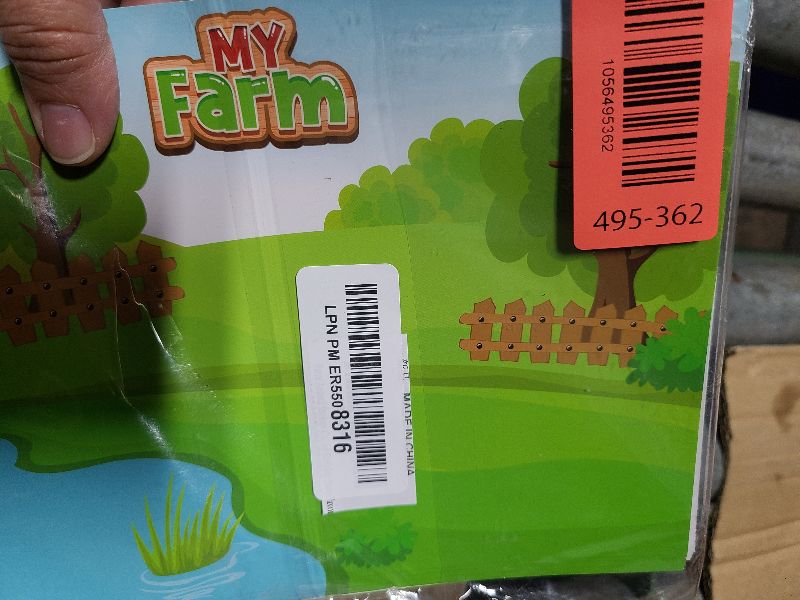 MY
Farm
1056495362
495-362
LPN PM ER5508316
MADE IN CHINA